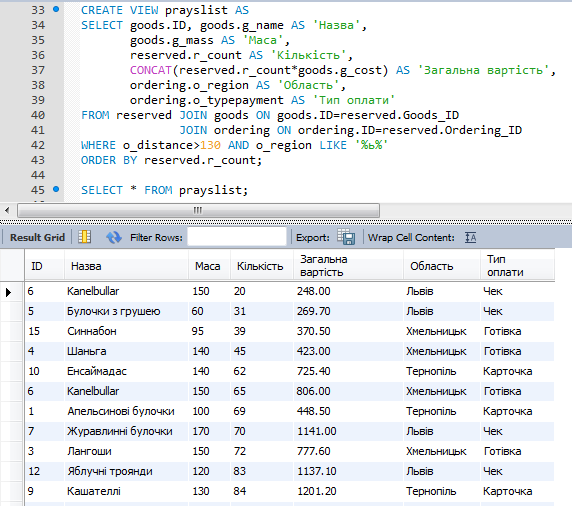 33 CREATE VIEW prayslist AS
34 SELECT goods.ID, goods.g_name AS 'Назва',
35 goods.g_mass AS 'Маса',
36 reserved.r_count AS 'Кількість',
37 CONCAT(reserved.r_count*goods.g_cost) AS 'Загальна вартість',
38 ordering.o_region AS 'Область',
39 ordering.o_typepayment AS 'Тип оплати'
40 FROM reserved JOIN goods ON goods.ID=reserved.Goods_ID
41 JOIN ordering ON ordering.ID=reserved.Ordering_ID
42 WHERE o_distance>130 AND o_region LIKE '%ь%'
43 ORDER BY reserved.r_count;
44
45 SELECT * FROM prayslist;
Result Grid Filter Rows: Export: Wrap Cell Content:
ID Назва Маса Кількість Загальна вартість Область Тип оплати
6 Kanelbullar 150 20 248.00 Львів Чек
5 Булочки з грушею 60 31 269.70 Львів Чек
15 Синнабон 95 39 370.50 Хмельницьк Готівка
4 Шаньга 140 45 423.00 Хмельницьк Готівка
10 Енсаймадас 140 62 725.40 Тернопіль Карточка
6 Kanelbullar 150 65 806.00 Хмельницьк Готівка
1 Апельсинові булочки 100 69 448.50 Тернопіль Карточка
7 Журавлинні булочки 170 70 1141.00 Львів Чек
3 Лангоши 150 72 777.60 Хмельницьк Готівка
12 Яблучні троянди 120 83 1137.10 Львів Чек
9 Кашателлі 130 84 1201.20 Тернопіль Карточка